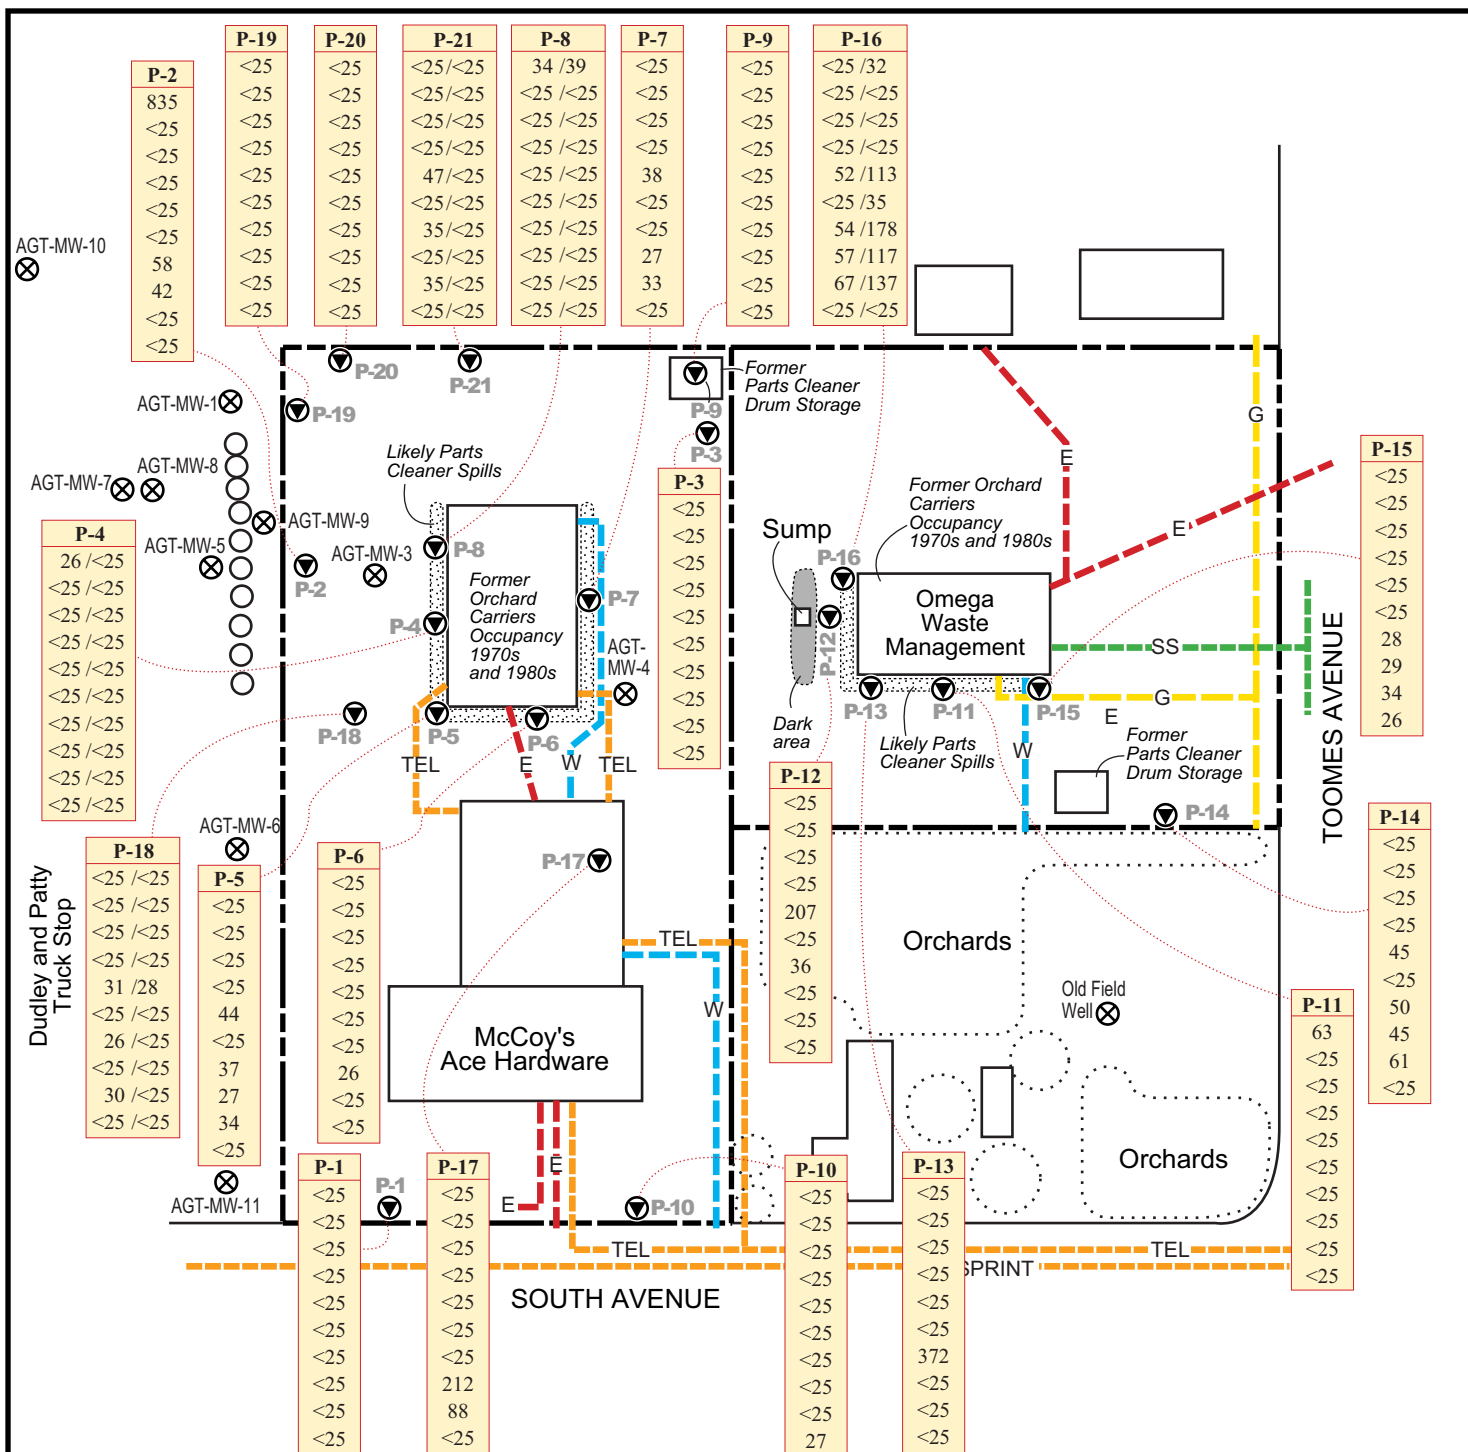 P-19
<25
<25
<25
<25
<25
<25
<25
<25
<25
<25
P-20
<25
<25
<25
<25
<25
<25
<25
<25
<25
<25
P-21
<25/<25
<25/<25
<25/<25
<25/<25
47/<25
<25/<25
35/<25
<25/<25
35/<25
<25/<25
P-8
34 /39
<25 /<25
<25 /<25
<25 /<25
<25 /<25
<25 /<25
<25 /<25
<25 /<25
<25 /<25
<25 /<25
P-7
<25
<25
<25
<25
38
<25
<25
27
33
<25
P-9
<25
<25
<25
<25
<25
<25
<25
<25
<25
<25
P-16
<25 /32
<25 /<25
<25 /<25
<25 /<25
52 /113
<25 /35
54 /178
57 /117
67 /137
<25 /<25
P-2
835
<25
<25
<25
<25
<25
58
42
<25
<25
AGT-MW-10
P-20
P-21
Former
Parts Cleaner
Drum Storage
P-9
P-3
AGT-MW-1
P-19
G
Likely Parts
Cleaner Spills
E
AGT-MW-8
AGT-MW-7
P-3
<25
<25
<25
<25
<25
<25
<25
<25
<25
<25
Former Orchard
Carriers
Occupancy
1970s and 1980s
P-15
<25
<25
<25
<25
<25
<25
28
29
34
26
P-4
26 /<25
<25 /<25
<25 /<25
<25 /<25
<25 /<25
<25 /<25
<25 /<25
<25 /<25
<25 /<25
<25 /<25
AGT-MW-9
AGT-MW-5
AGT-MW-3
P-2
P-8
Sump
E
P-16
Former
Orchard
Carriers
Occupancy
1970s
and 1980s
P-7
P-4
Omega
Waste
Management
P-12
SS
AGT-
MW-4
TOOMES AVENUE
P-18
P-5
P-6
P-13
P-11
P-15
G
E
Dark
area
Likely Parts
Cleaner Spills
W
Former
Parts Cleaner
Drum Storage
TEL
E
W
TEL
P-12
<25
<25
<25
<25
207
<25
36
<25
<25
<25
P-14
P-14
<25
<25
<25
<25
45
<25
50
45
61
<25
AGT-MW-6
Dudley and Patty
Truck Stop
P-18
<25 /<25
<25 /<25
<25 /<25
<25 /<25
31 /28
<25 /<25
26 /<25
<25 /<25
30 /<25
<25 /<25
P-5
<25
<25
<25
<25
44
<25
37
27
34
<25
P-6
<25
<25
<25
<25
<25
<25
<25
26
<25
<25
P-17
TEL
Orchards
W
Old Field
Well
McCoy's
Ace Hardware
P-11
63
<25
<25
<25
<25
<25
<25
<25
<25
<25
Orchards
AGT-MW-11
P-1
<25
<25
<25
<25
<25
<25
<25
<25
<25
<25
P-1
P-17
<25
<25
<25
<25
<25
<25
<25
212
88
<25
E
E
P-10
P-10
<25
<25
<25
<25
<25
<25
<25
<25
<25
27
P-13
<25
<25
<25
<25
<25
<25
372
<25
<25
<25
TEL
TEL
SPRINT
SOUTH AVENUE